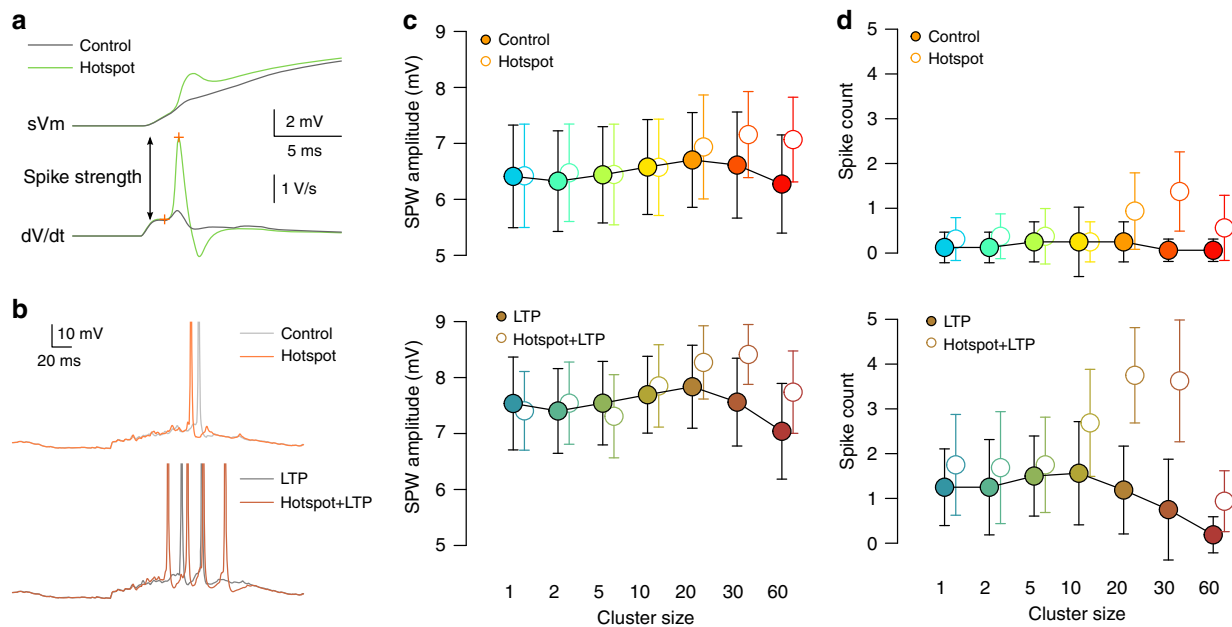 a
Control
Hotspot
sVm
2 mV
5 ms
Spike strength
1 V/s
dV/dt
b
10 mV
20 ms
Control
Hotspot
LTP
Hotspot+LTP
c
9
8
7
6
5
SPW amplitude (mV)
Control
Hotspot
9
8
7
6
5
SPW amplitude (mV)
LTP
Hotspot+LTP
1 2 5 10 20 30 60
Cluster size
d
5
4
3
2
1
0
Spike count
Control
Hotspot
5
4
3
2
1
0
Spike count
LTP
Hotspot+LTP
1 2 5 10 20 30 60
Cluster size